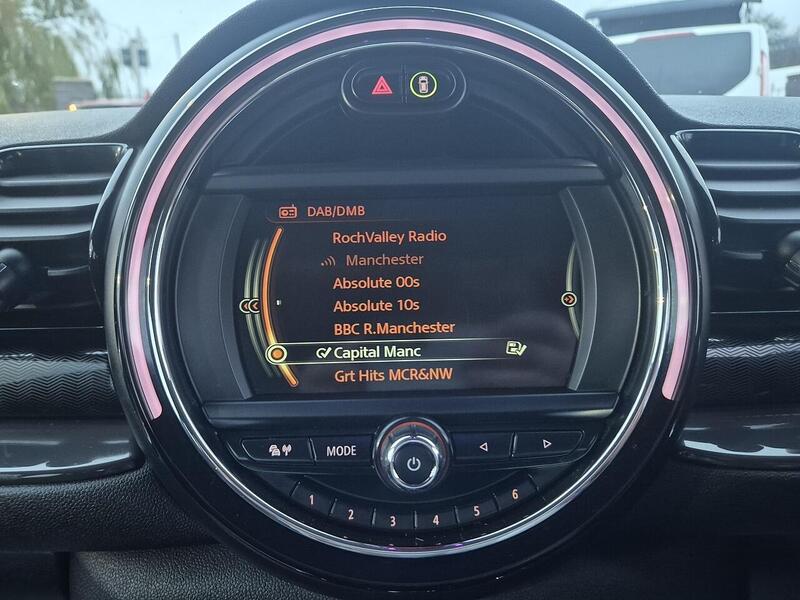 DAB/DMB
RochValley Radio
Manchester
Absolute 00s
Absolute 10s
BBC R.Manchester
Capital Manc
Grt Hits MCR&NW
MODE
1 2 3 4 5 6